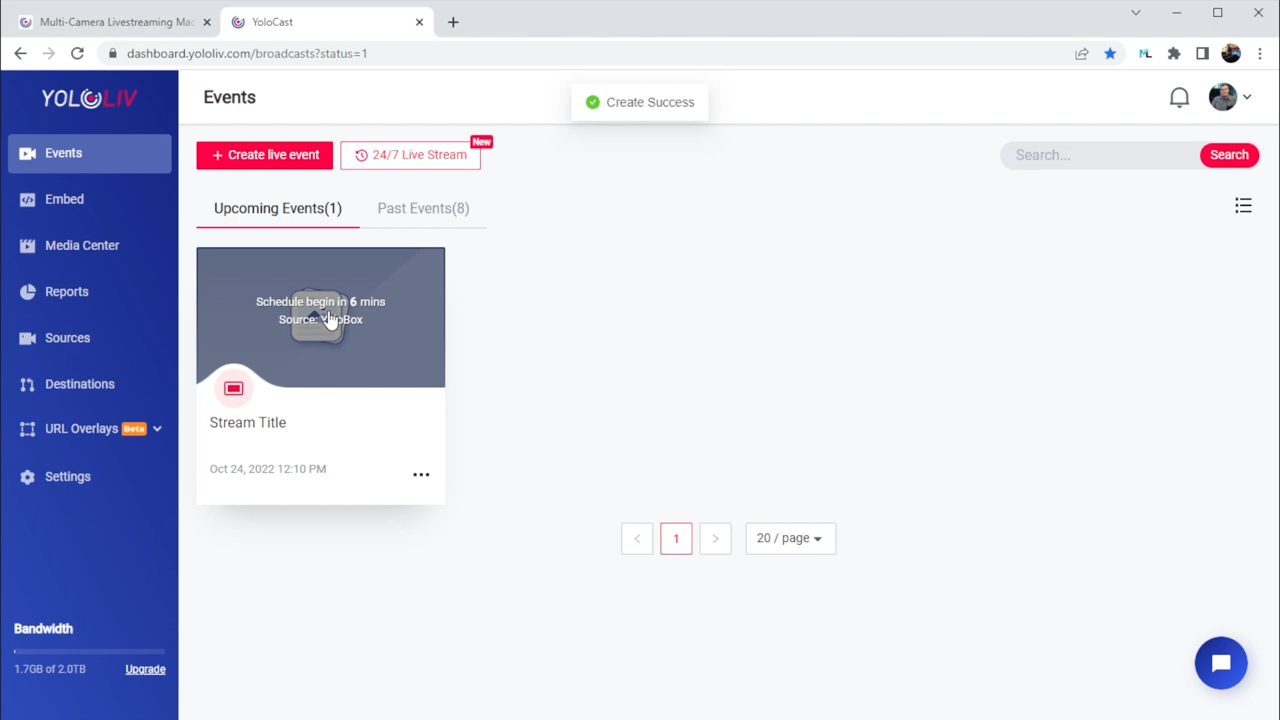 Multi-Camera Livestreaming Mac
YoloCast
dashboard.yololiv.com/broadcasts?status=1
YOLOLIV
Events
Create Success
Events
Embed
Media Center
Reports
Sources
Destinations
URL Overlays Beta
Settings
+ Create live event
24/7 Live Stream
New
Search...
Search
Upcoming Events(1)
Past Events(8)
Schedule begin in 6 mins
Source: YoloBox
Stream Title
Oct 24, 2022 12:10 PM
< 1 > 20 / page
Bandwidth
1.7GB of 2.0TB
Upgrade